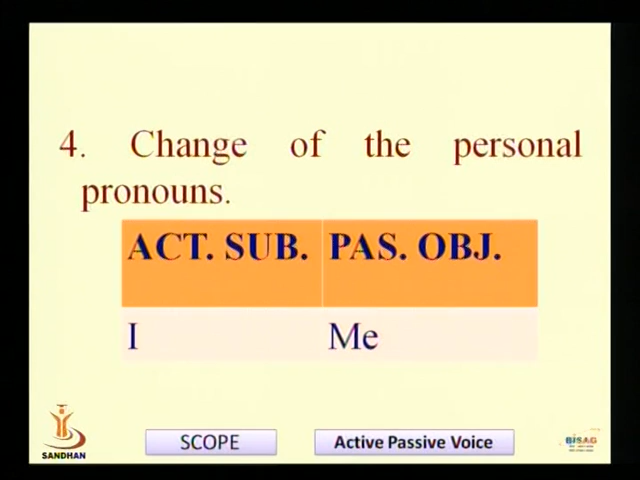 4. Change of the personal
pronouns.
ACT. SUB. PAS. OBJ.
I Me
SANDHAN
SCOPE
Active Passive Voice
BISAG